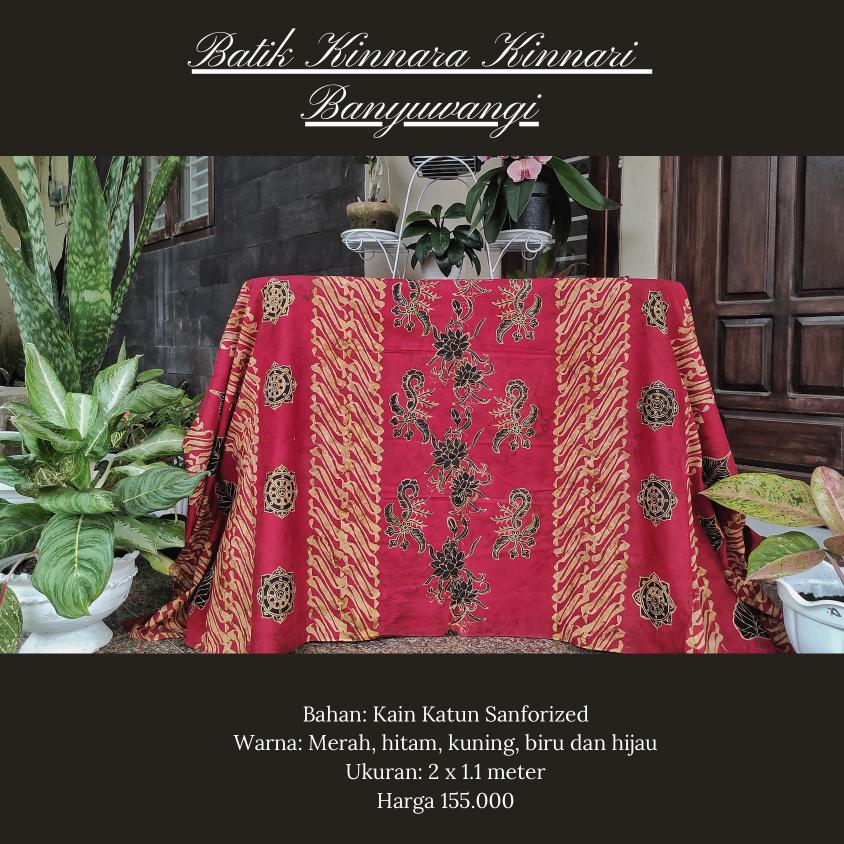 Batik Kinnara Kinnari
Banyuwangi
Bahan: Kain Katun Sanforized
Warna: Merah, hitam, kuning, biru dan hijau
Ukuran: 2 x 1.1 meter
Harga 155.000